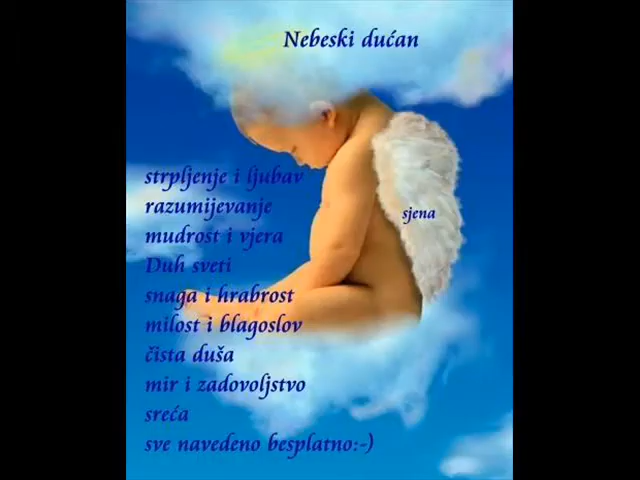 Nebeski dućan
strpljenje i ljubav
razumijevanje
mudrost i vjera
Duh sveti
snaga i hrabrost
milost i blagoslov
čista duša
mir i zadovoljstvo
sreća
sve navedeno besplatno:-)
sjena